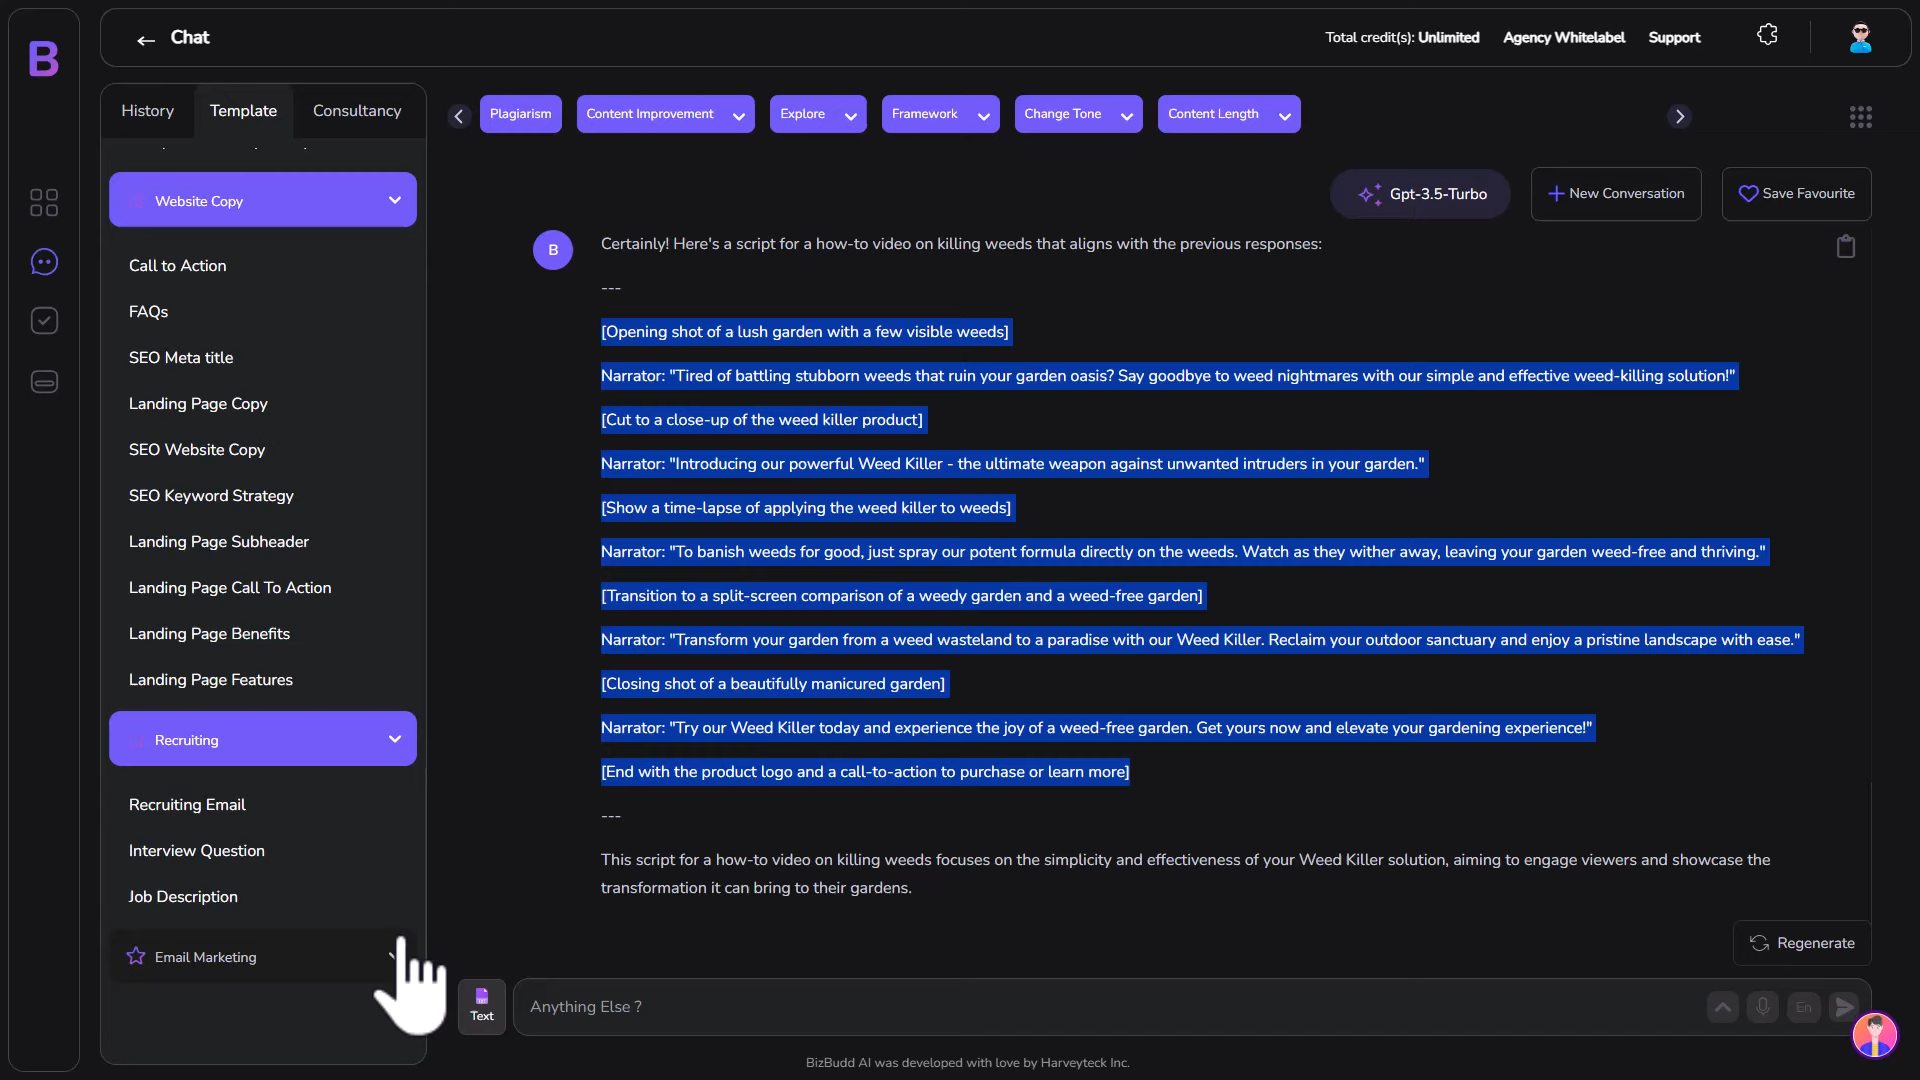 B
Chat
Total credit(s): Unlimited
Agency Whitelabel
Support
History
Template
Consultancy
Plagiarism
Content Improvement
Explore
Framework
Change Tone
Content Length
Gpt-3.5-Turbo
New Conversation
Save Favourite
Website Copy
Call to Action
FAQs
SEO Meta title
Landing Page Copy
SEO Website Copy
SEO Keyword Strategy
Landing Page Subheader
Landing Page Call To Action
Landing Page Benefits
Landing Page Features
Recruiting
Recruiting Email
Interview Question
Job Description
Email Marketing
B
Certainly! Here's a script for a how-to video on killing weeds that aligns with the previous responses:
---
[Opening shot of a lush garden with a few visible weeds]
Narrator: "Tired of battling stubborn weeds that ruin your garden oasis? Say goodbye to weed nightmares with our simple and effective weed-killing solution!"
[Cut to a close-up of the weed killer product]
Narrator: "Introducing our powerful Weed Killer - the ultimate weapon against unwanted intruders in your garden."
[Show a time-lapse of applying the weed killer to weeds]
Narrator: "To banish weeds for good, just spray our potent formula directly on the weeds. Watch as they wither away, leaving your garden weed-free and thriving."
[Transition to a split-screen comparison of a weedy garden and a weed-free garden]
Narrator: "Transform your garden from a weed wasteland to a paradise with our Weed Killer. Reclaim your outdoor sanctuary and enjoy a pristine landscape with ease."
[Closing shot of a beautifully manicured garden]
Narrator: "Try our Weed Killer today and experience the joy of a weed-free garden. Get yours now and elevate your gardening experience!"
[End with the product logo and a call-to-action to purchase or learn more]
---
This script for a how-to video on killing weeds focuses on the simplicity and effectiveness of your Weed Killer solution, aiming to engage viewers and showcase the
transformation it can bring to their gardens.
Regenerate
Text
Anything Else ?
En
BizBudd AI was developed with love by Harveyteck Inc.